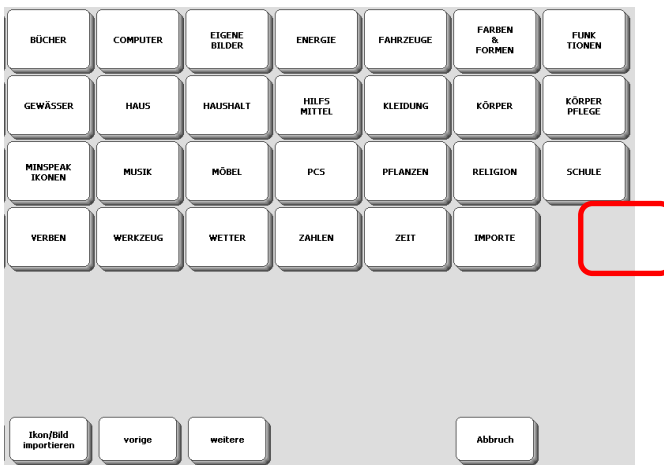 BÜCHER
COMPUTER
EIGENE
BILDER
ENERGIE
FAHRZEUGE
FARBEN
&
FORMEN
FUNK
TIONEN
GEWÄSSER
HAUS
HAUSHALT
HILFS
MITTEL
KLEIDUNG
KÖRPER
KÖRPER
PFLEGE
MINSPEAK
IKONEN
MUSIK
MÖBEL
PCS
PFLANZEN
RELIGION
SCHULE
VERBEN
WERKZEUG
WETTER
ZAHLEN
ZEIT
IMPORTE
Ikon/Bild
importieren
vorige
weitere
Abbruch